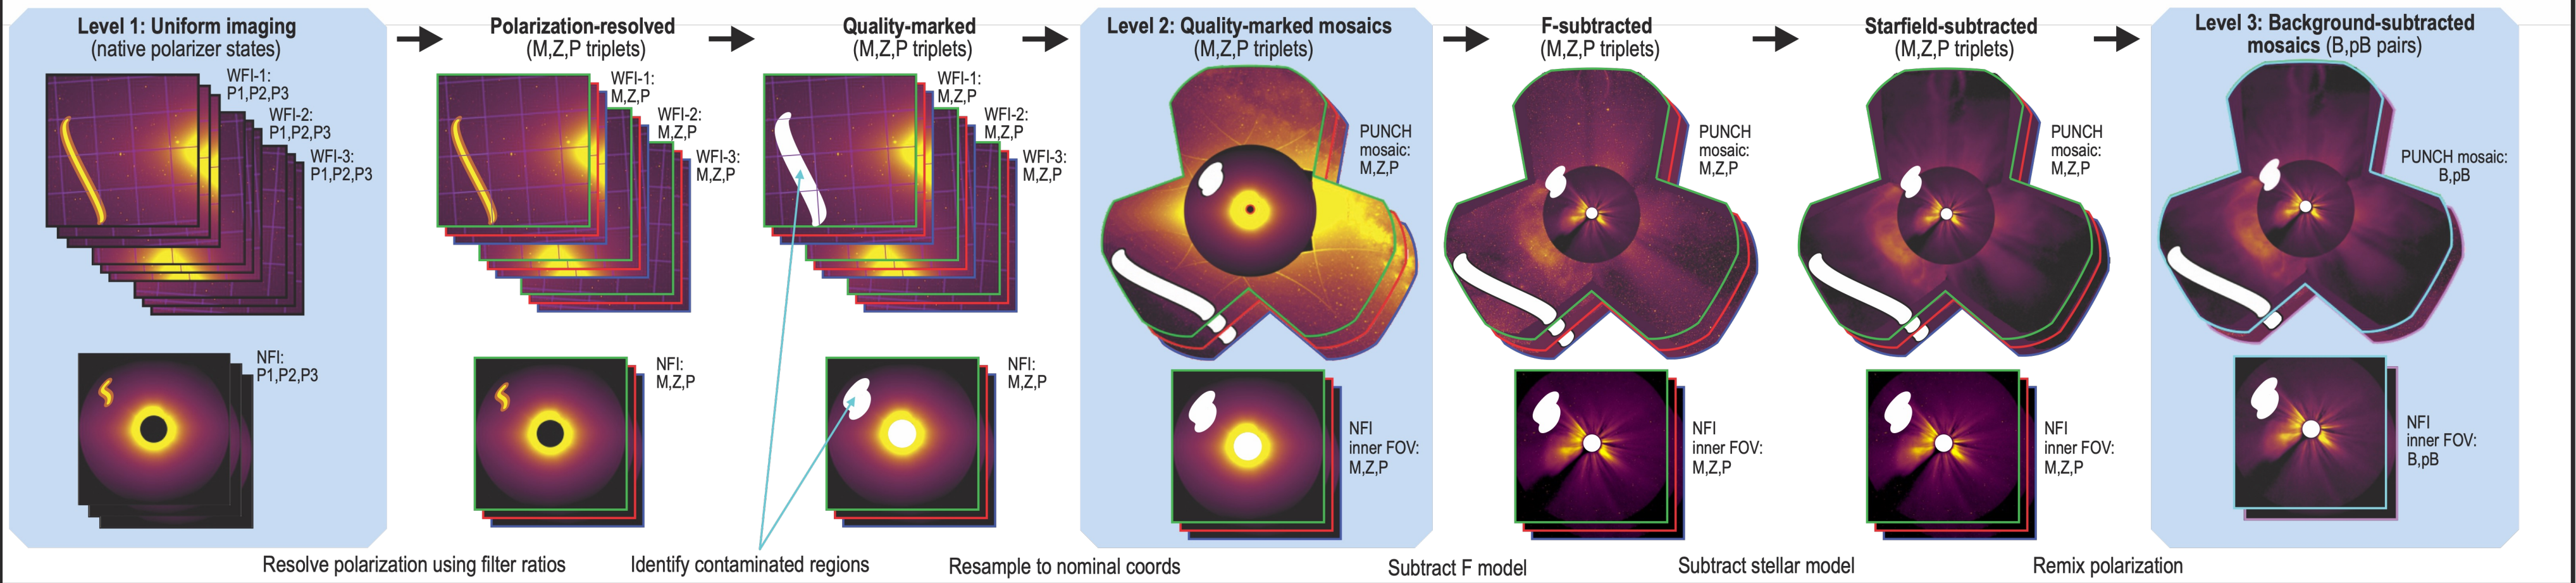 Level 1: Uniform imaging
(native polarizer states)
WFI-1:
P1,P2,P3
WFI-2:
P1,P2,P3
WFI-3:
P1,P2,P3
NFI:
P1,P2,P3
Polarization-resolved
(M,Z,P triplets)
WFI-1:
M,Z,P
WFI-2:
M,Z,P
WFI-3:
M,Z,P
NFI:
M,Z,P
Quality-marked
(M,Z,P triplets)
WFI-1:
M,Z,P
WFI-2:
M,Z,P
WFI-3:
M,Z,P
NFI:
M,Z,P
Level 2: Quality-marked mosaics
(M,Z,P triplets)
PUNCH
mosaic:
M,Z,P
NFI
inner FOV:
M,Z,P
F-subtracted
(M,Z,P triplets)
PUNCH
mosaic:
M,Z,P
NFI
inner FOV:
M,Z,P
Starfield-subtracted
(M,Z,P triplets)
PUNCH
mosaic:
M,Z,P
NFI
inner FOV:
M,Z,P
Level 3: Background-subtracted
mosaics (B,pB pairs)
PUNCH mosaic:
B,pB
NFI
inner FOV:
B,pB
Resolve polarization using filter ratios
Identify contaminated regions
Resample to nominal coords
Subtract F model
Subtract stellar model
Remix polarization